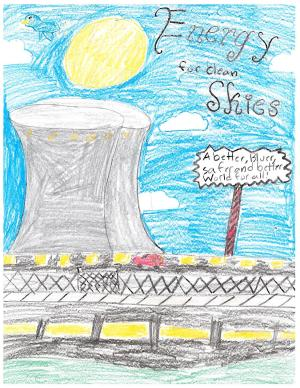 Energy
for clean
Skies
A better, bluer,
safer and better
World for all!